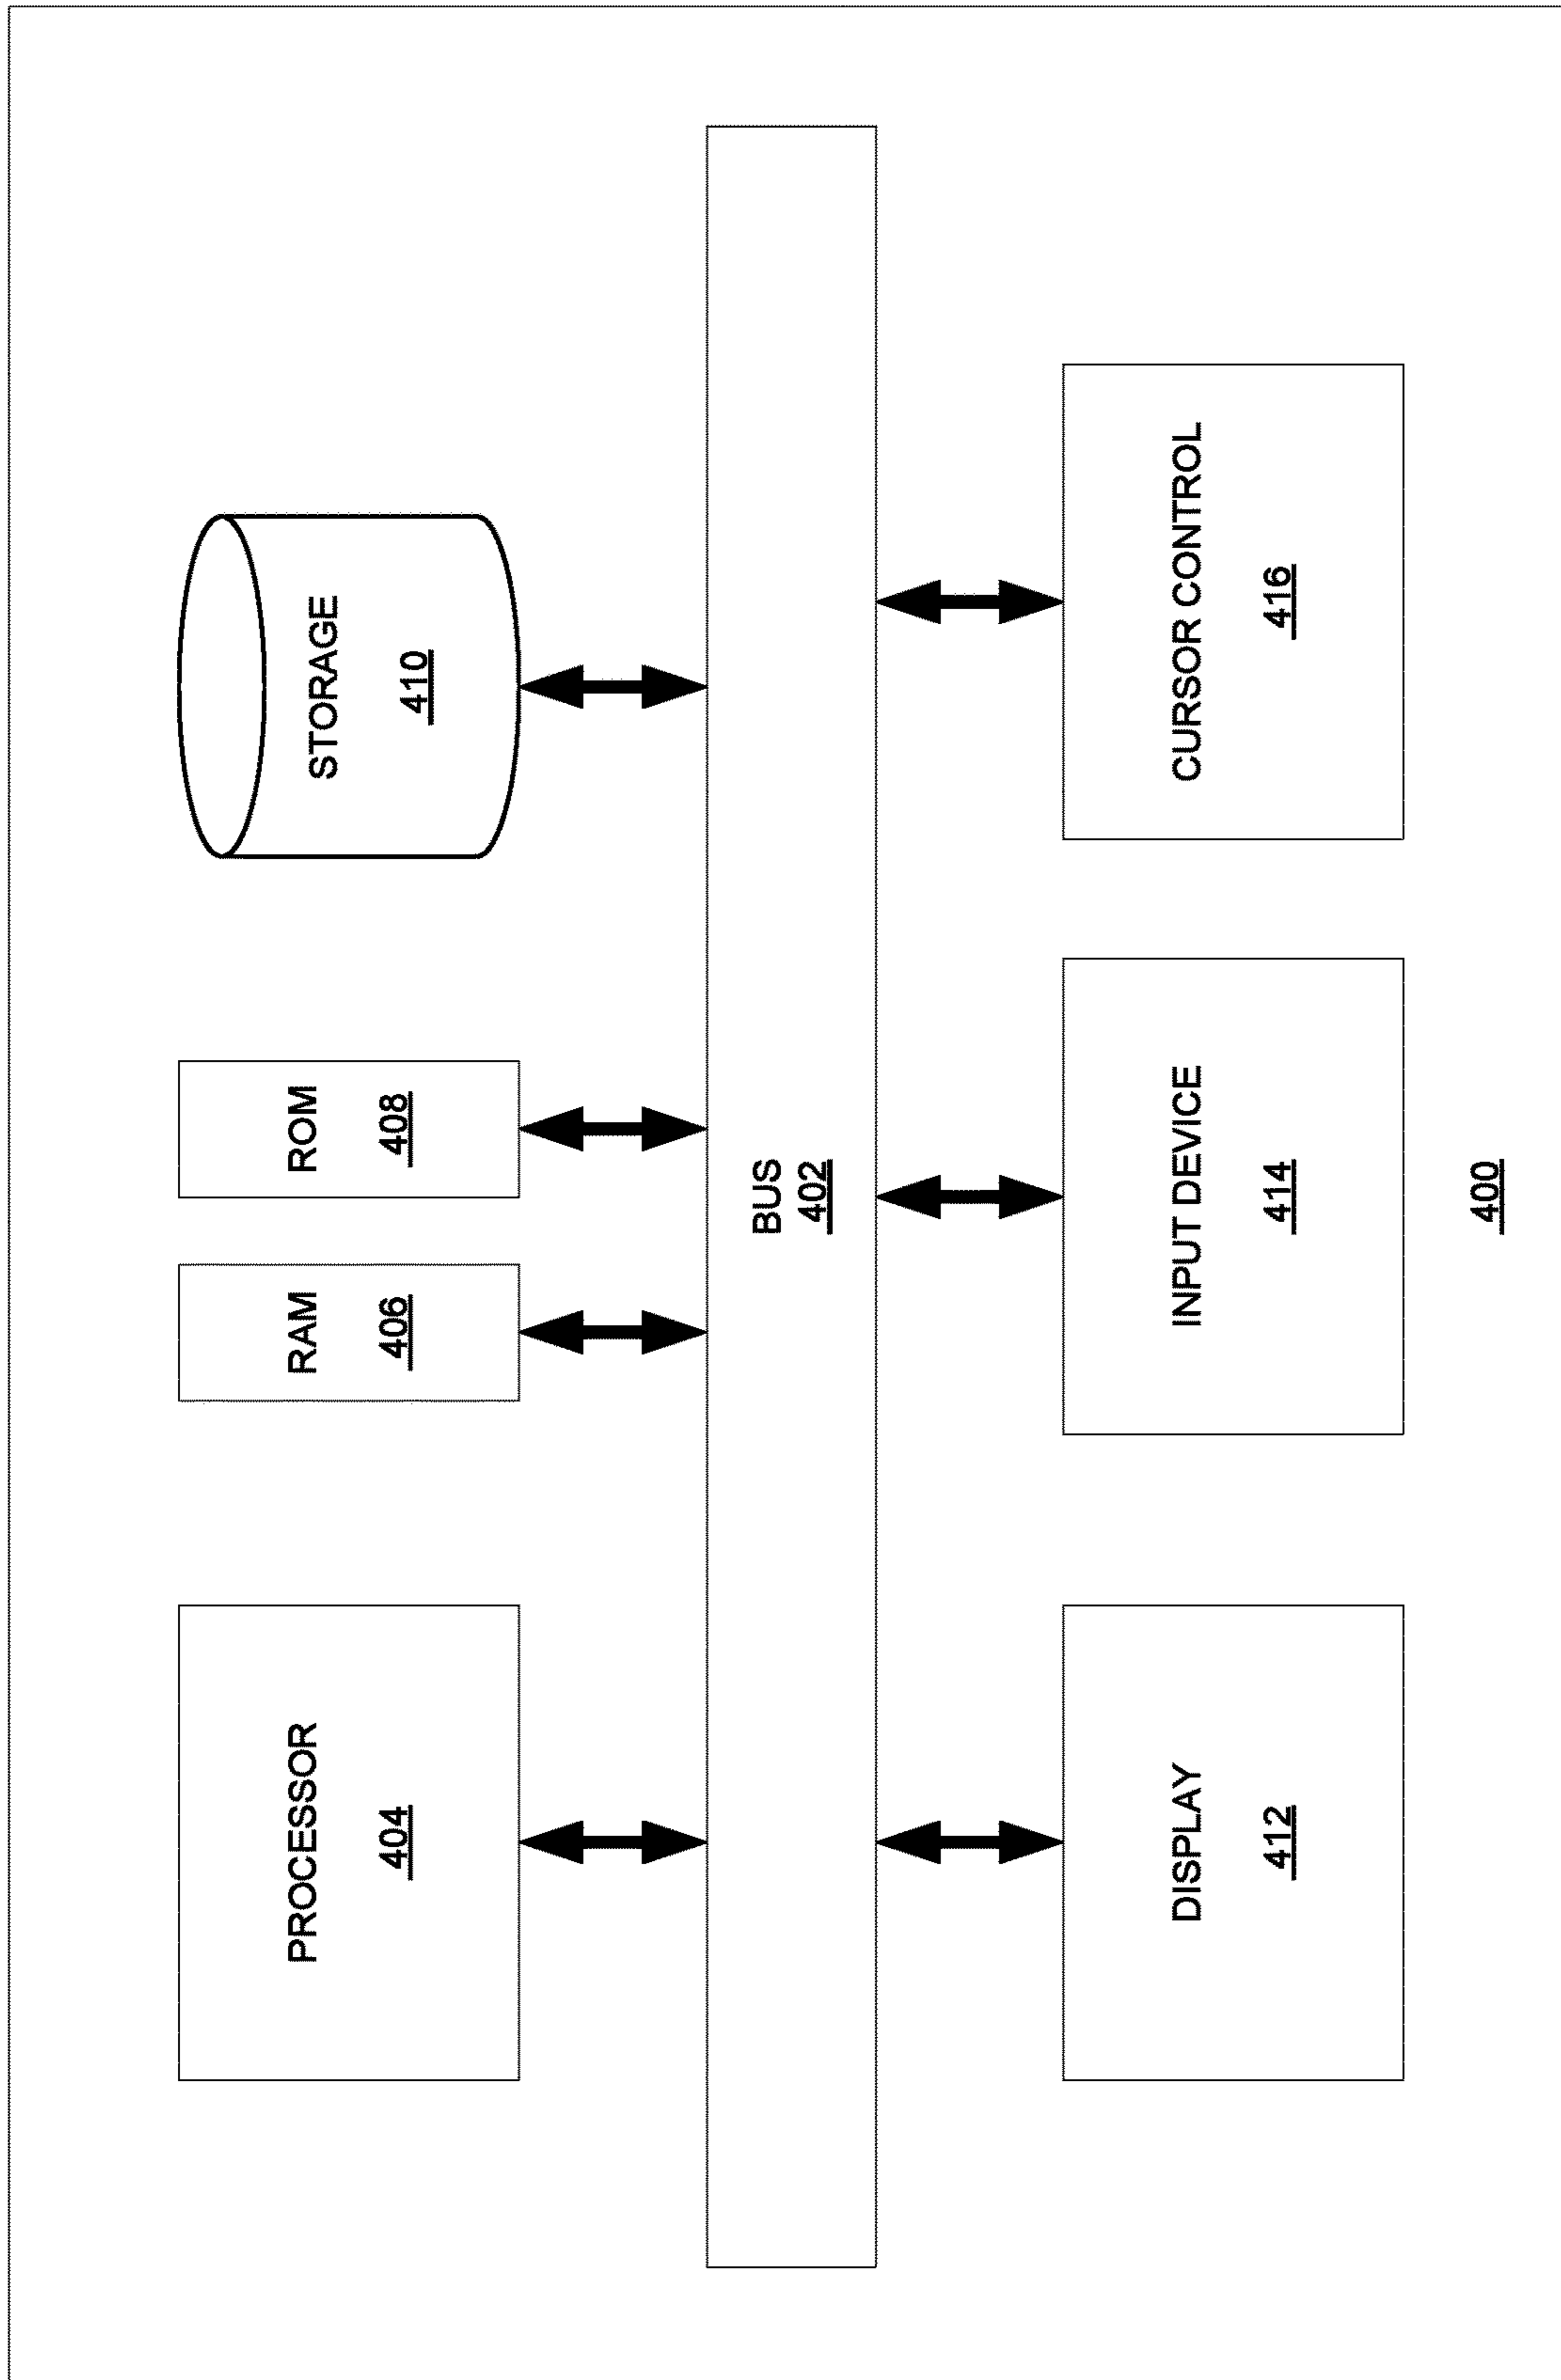 PROCESSOR
404
RAM
406
ROM
408
STORAGE
410
BUS
402
DISPLAY
412
INPUT DEVICE
414
CURSOR CONTROL
416
400